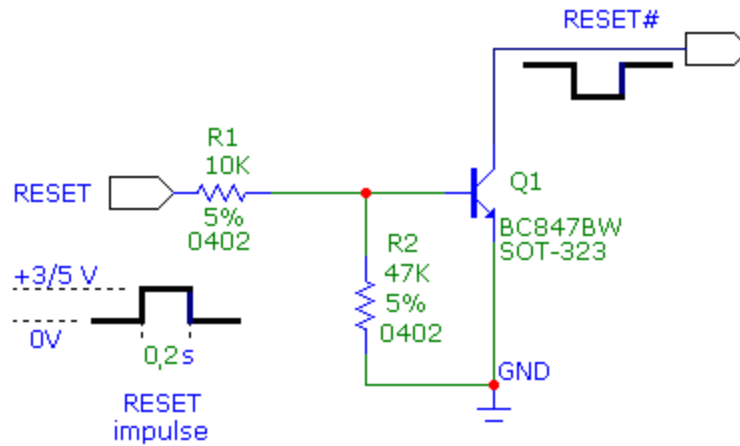 RESET#
R1
10K
RESET
5%
0402
Q1
BC847BW
SOT-323
R2
47K
5%
0402
+3/5 V
0V
0,2s
GND
RESET
impulse